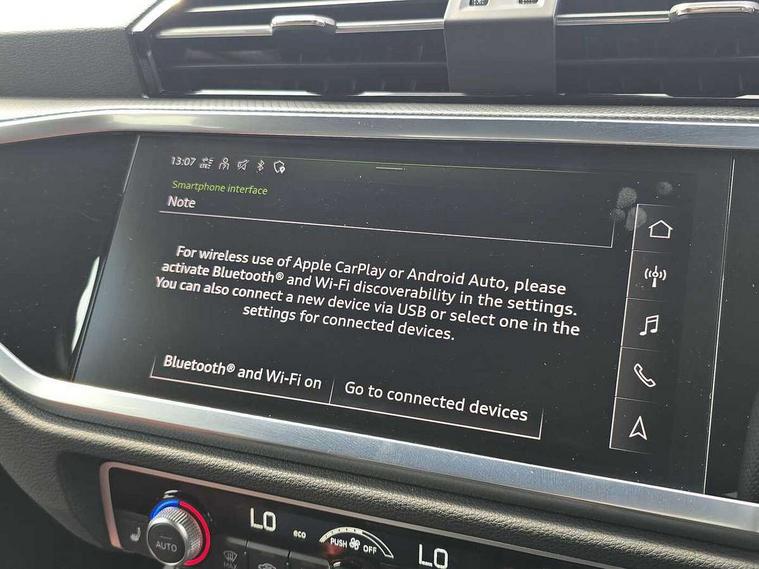 13:07
Smartphone interface
Note
For wireless use of Apple CarPlay or Android Auto, please
activate Bluetooth® and Wi-Fi discoverability in the settings.
You can also connect a new device via USB or select one in the
settings for connected devices.
Bluetooth® and Wi-Fi on
Go to connected devices
AUTO
LO
eco
PUSH OFF
LO
MAX